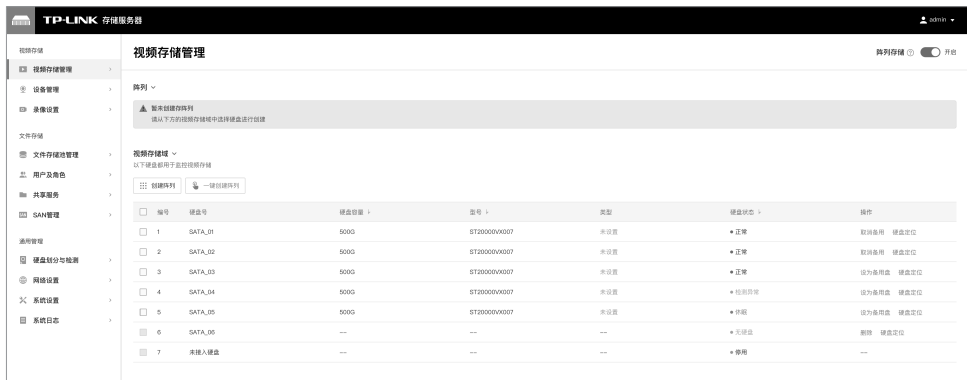 TP-LINK 存储服务器
admin
视频存储
视频存储管理
设备管理
录像设置
文件存储
文件存储池管理
用户及角色
共享服务
SAN管理
通用管理
硬盘划分与检测
网络设置
系统设置
系统日志
视频存储管理
阵列存储 开启
阵列
暂未创建存阵列
请从下方的视频存储域中选择硬盘进行创建
视频存储域
以下硬盘都用于监控视频存储
创建阵列 一键创建阵列
编号 硬盘号 硬盘容量 型号 类型 硬盘状态 操作
1 SATA_01 500G ST20000VX007 未设置 正常 取消备用 硬盘定位
2 SATA_02 500G ST20000VX007 未设置 正常 取消备用 硬盘定位
3 SATA_03 500G ST20000VX007 未设置 正常 设为备用盘 硬盘定位
4 SATA_04 500G ST20000VX007 未设置 检测异常 设为备用盘 硬盘定位
5 SATA_05 500G ST20000VX007 未设置 休眠 设为备用盘 硬盘定位
6 SATA_06 -- -- -- 无硬盘 删除 硬盘定位
7 未接入硬盘 -- -- -- 停用 --